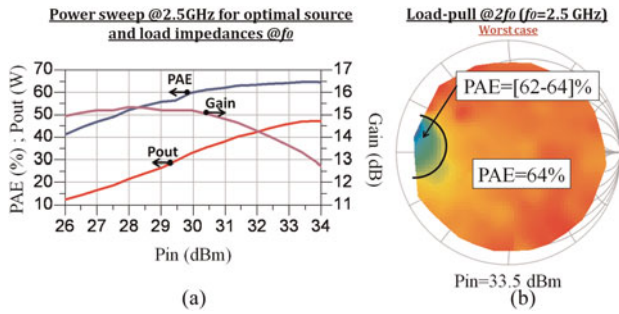 Power sweep @2.5GHz for optimal source
and load impedances @f0
PAE (%) ; Pout (W)
70
60
50
40
30
20
10
PAE
Gain
Pout
17
16
15
14
13
12
11
Gain (dB)
26 27 28 29 30 31 32 33 34
Pin (dBm)
(a)
Load-pull @2f0 (f0=2.5 GHz)
Worst case
PAE=[62-64]%
PAE=64%
Pin=33.5 dBm
(b)